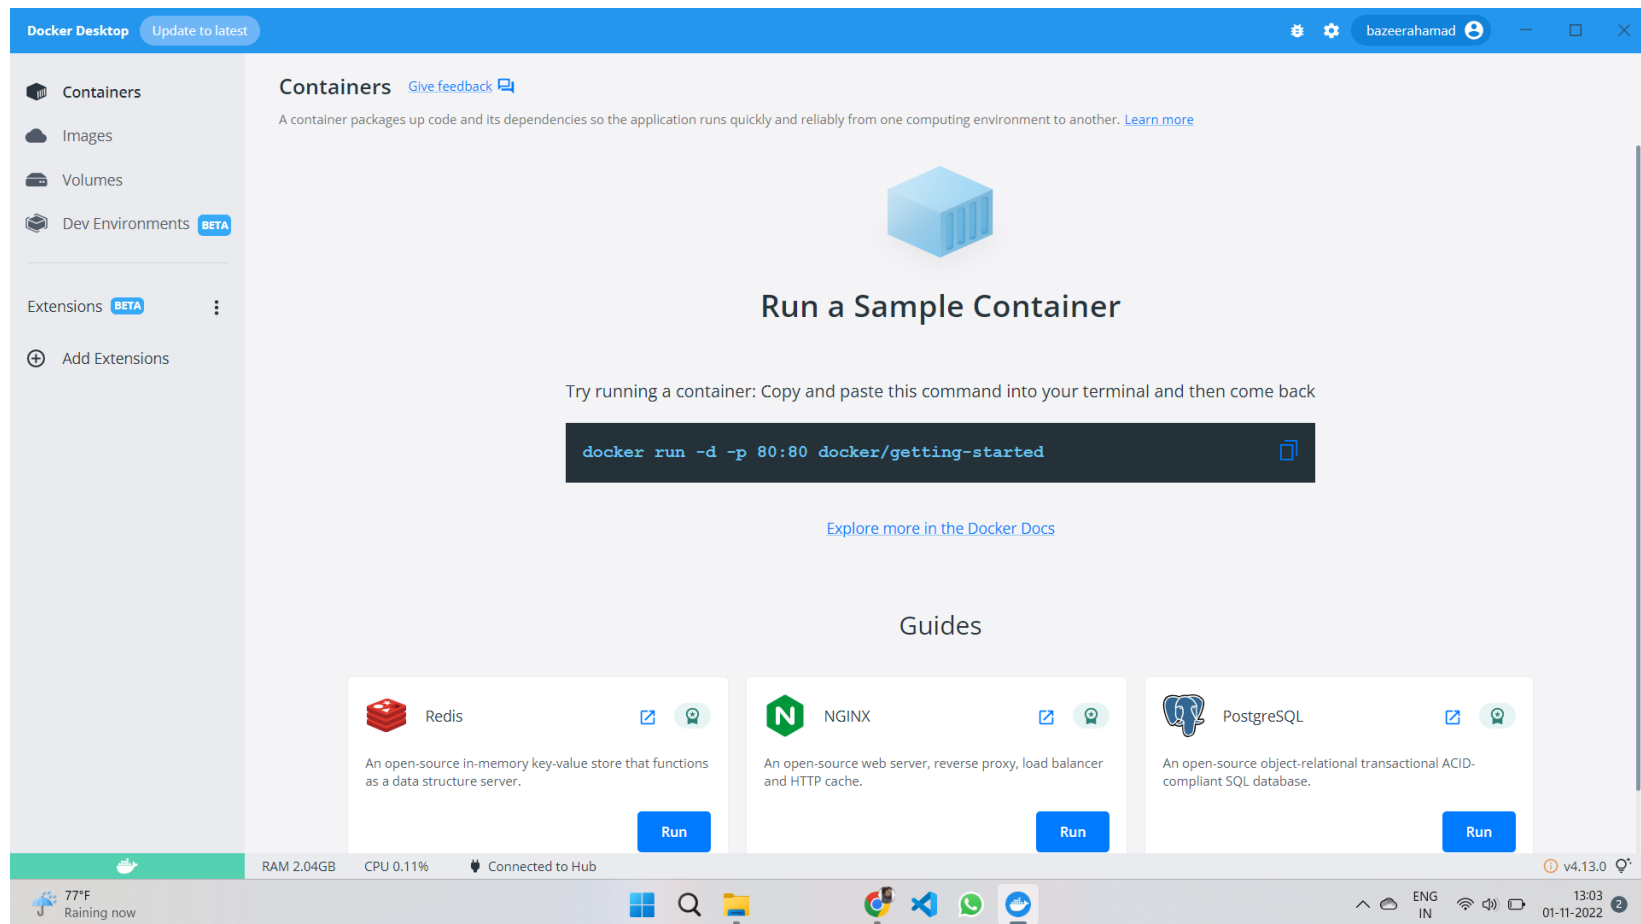 Docker Desktop Update to latest bazeerahamad
Containers
Images
Volumes
Dev Environments BETA
Extensions BETA
Add Extensions
Containers Give feedback
A container packages up code and its dependencies so the application runs quickly and reliably from one computing environment to another. Learn more
Run a Sample Container
Try running a container: Copy and paste this command into your terminal and then come back
docker run -d -p 80:80 docker/getting-started
Explore more in the Docker Docs
Guides
Redis
An open-source in-memory key-value store that functions
as a data structure server.
Run
NGINX
An open-source web server, reverse proxy, load balancer
and HTTP cache.
Run
PostgreSQL
An open-source object-relational transactional ACID-
compliant SQL database.
Run
RAM 2.04GB CPU 0.11% Connected to Hub v4.13.0
77°F
Raining now
ENG
IN
13:03
01-11-2022
2